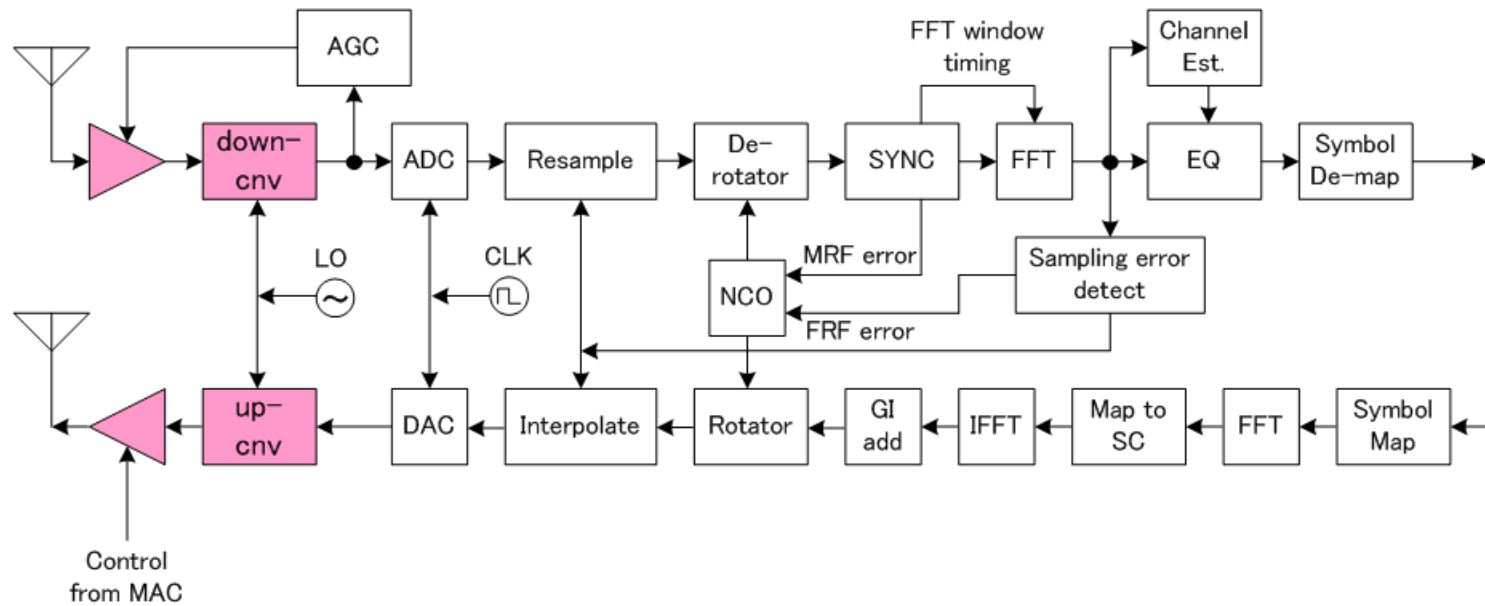 AGC
FFT window
timing
Channel
Est.
down-
cnv
ADC
Resample
De-
rotator
SYNC
FFT
EQ
Symbol
De-map
LO
CLK
MRF error
NCO
Sampling error
detect
FRF error
up-
cnv
DAC
Interpolate
Rotator
GI
add
IFFT
Map to
SC
FFT
Symbol
Map
Control
from MAC